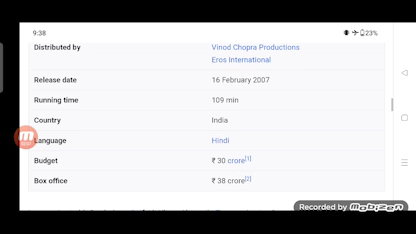 9:38
23%
Distributed by Vinod Chopra Productions
Eros International
Release date 16 February 2007
Running time 109 min
Country India
Language Hindi
Budget ₹ 30 crore[1]
Box office ₹ 38 crore[2]
Recorded by Mobizen